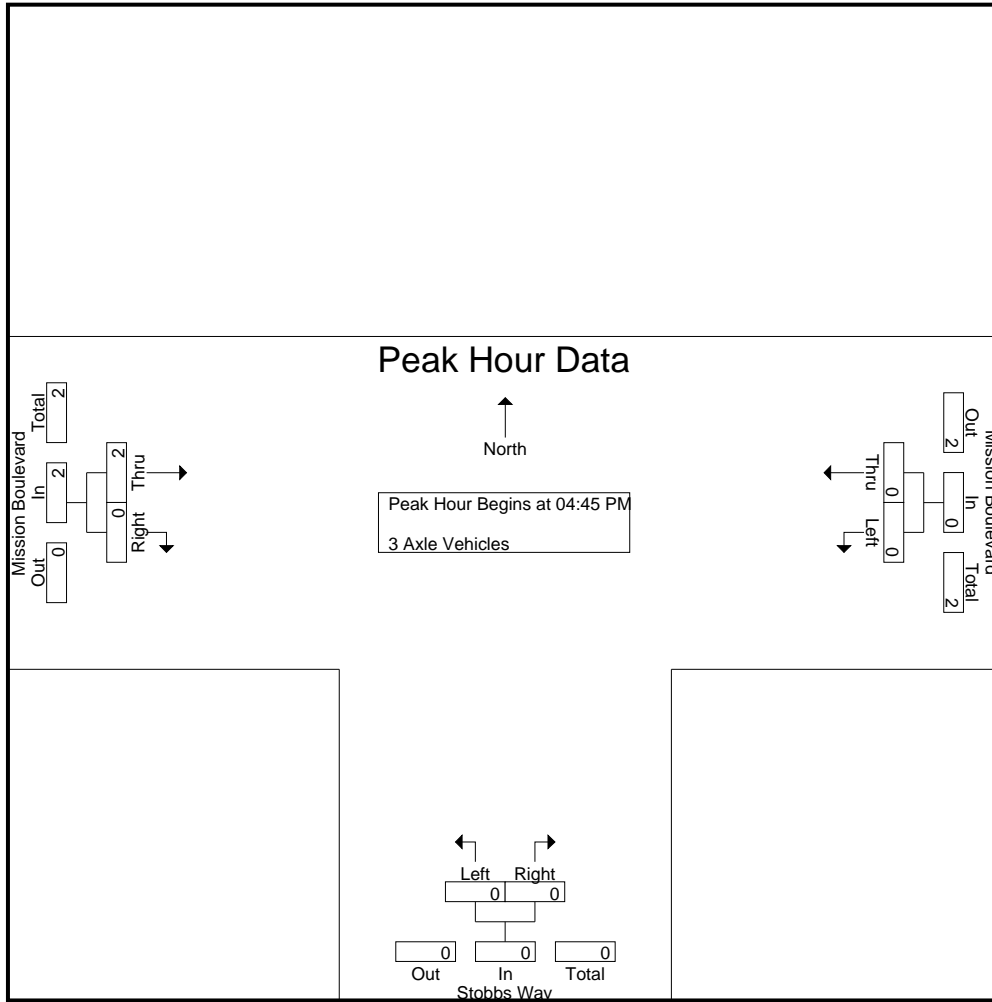 Peak Hour Data
North
Peak Hour Begins at 04:45 PM
3 Axle Vehicles
Mission Boulevard
Total
2
In
2
Out
0
Thru
2
Right
0
Mission Boulevard
Out
2
In
0
Total
2
Thru
0
Left
0
Left Right
0 0
0 0 0
Out In Total
Stobbs Way